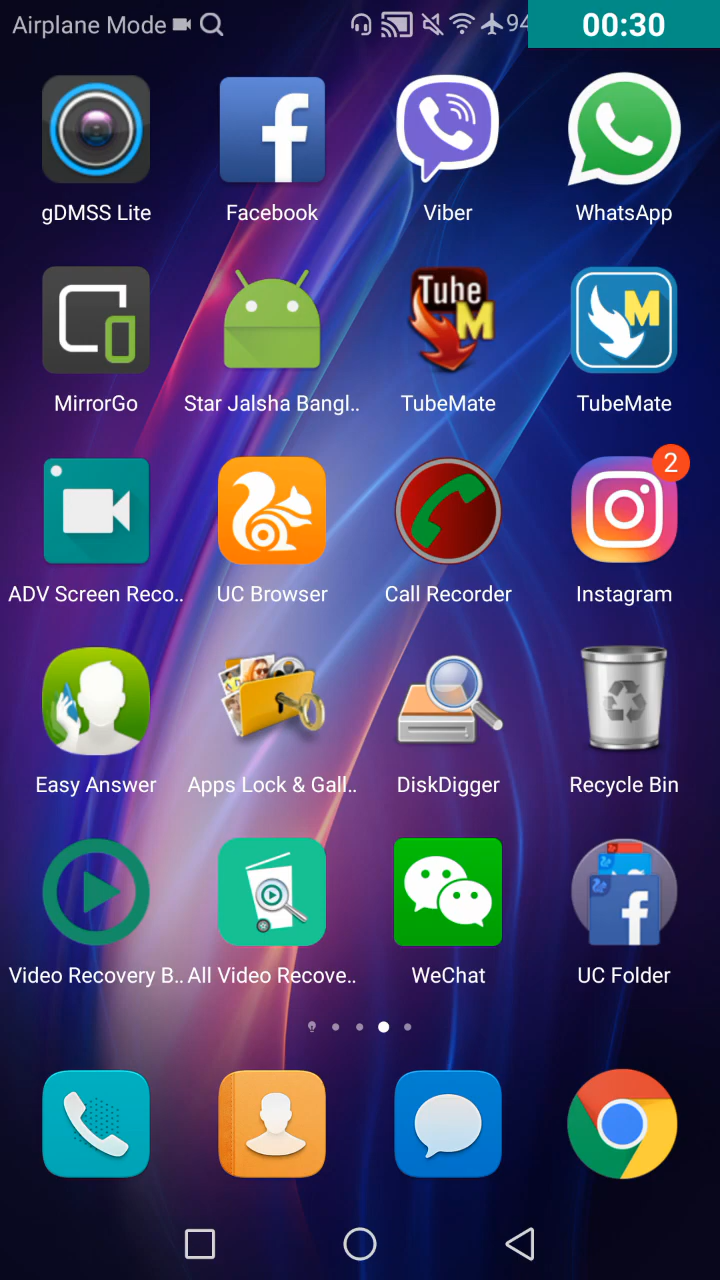 Airplane Mode
94
00:30
gDMSS Lite
Facebook
Viber
WhatsApp
Tube
M
M
MirrorGo
Star Jalsha Bangl..
TubeMate
TubeMate
2
ADV Screen Reco..
UC Browser
Call Recorder
Instagram
Easy Answer
Apps Lock & Gall..
DiskDigger
Recycle Bin
Video Recovery B..
All Video Recove..
WeChat
UC Folder